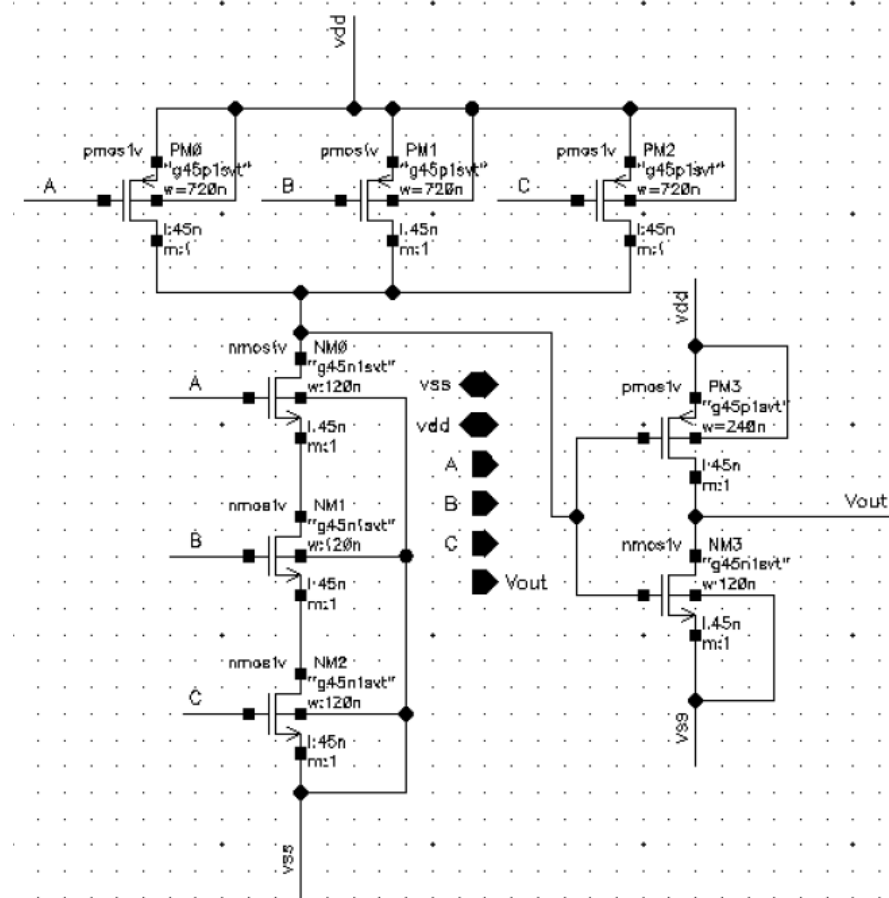 vdd
pmos1v PM0
"g45p1svt"
A
w=720n
l:45n
m:1
pmos1v PM1
"g45p1svt"
B
w=720n
l:45n
m:1
pmos1v PM2
"g45p1svt"
C
w=720n
l:45n
m:1
nmos1v NM0
"g45n1svt"
A
w:120n
l:45n
m:1
nmos1v NM1
"g45n1svt"
B
w:120n
l:45n
m:1
nmos1v NM2
"g45n1svt"
C
w:120n
l:45n
m:1
vss
vss
vdd
A
B
C
Vout
vdd
pmos1v PM3
"g45p1svt"
w=240n
l:45n
m:1
Vout
nmos1v NM3
"g45n1svt"
w:120n
l:45n
m:1
vss